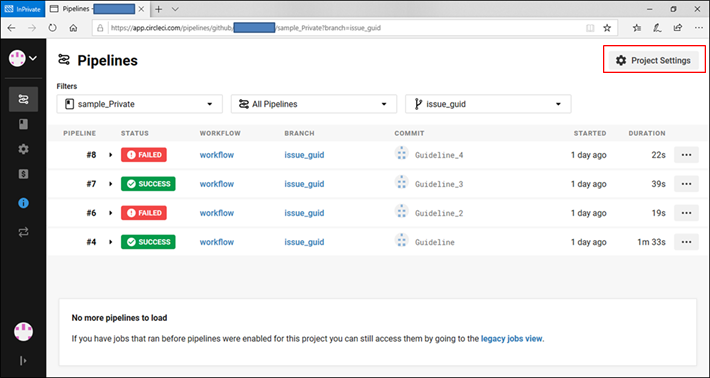 InPrivate
Pipelines -
https://app.circleci.com/pipelines/github/ /sample_Private?branch=issue_guid
Pipelines
Project Settings
Filters
sample_Private
All Pipelines
issue_guid
PIPELINE STATUS WORKFLOW BRANCH COMMIT STARTED DURATION
#8 FAILED workflow issue_guid Guideline_4 1 day ago 22s
#7 SUCCESS workflow issue_guid Guideline_3 1 day ago 39s
#6 FAILED workflow issue_guid Guideline_2 1 day ago 19s
#4 SUCCESS workflow issue_guid Guideline 1 day ago 1m 33s
No more pipelines to load
If you have jobs that ran before pipelines were enabled for this project you can still access them by going to the legacy jobs view.